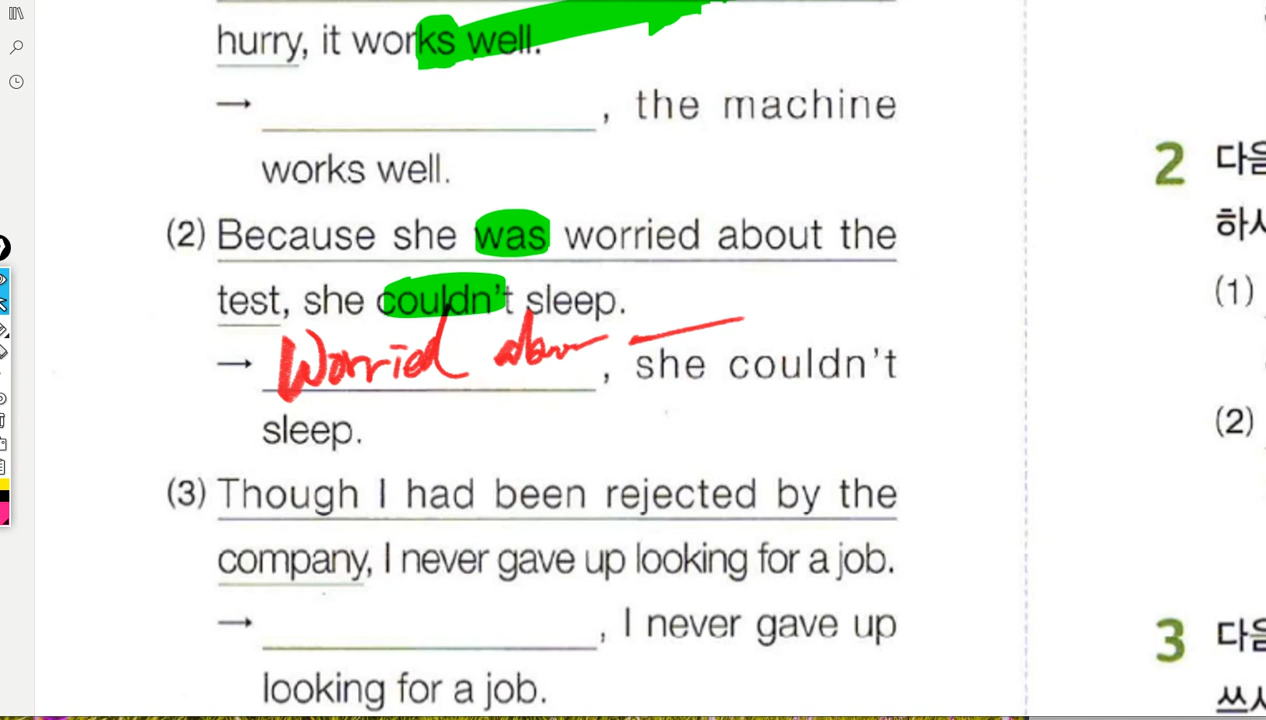 hurry, it works well.
→ , the machine
works well.
(2) Because she was worried about the
test, she couldn't sleep.
→ Worried , she couldn't
sleep.
(3) Though I had been rejected by the
company, I never gave up looking for a job.
→ , I never gave up
looking for a job.
2 다음
하시
(1)
(2)
3 다음
쓰시